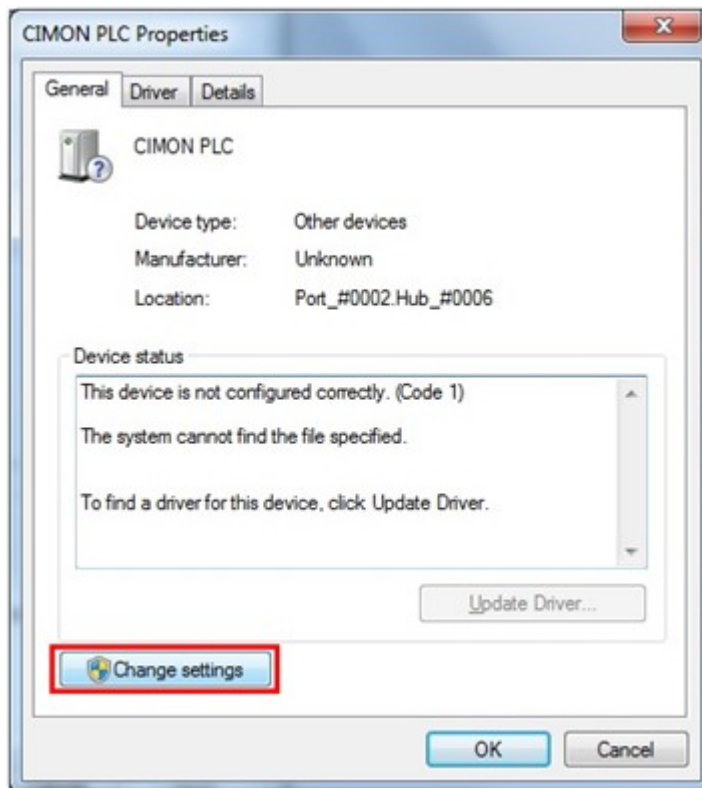 CIMON PLC Properties
General Driver Details
CIMON PLC
Device type: Other devices
Manufacturer: Unknown
Location: Port_#0002.Hub_#0006
Device status
This device is not configured correctly. (Code 1)
The system cannot find the file specified.
To find a driver for this device, click Update Driver.
Update Driver...
Change settings
OK Cancel